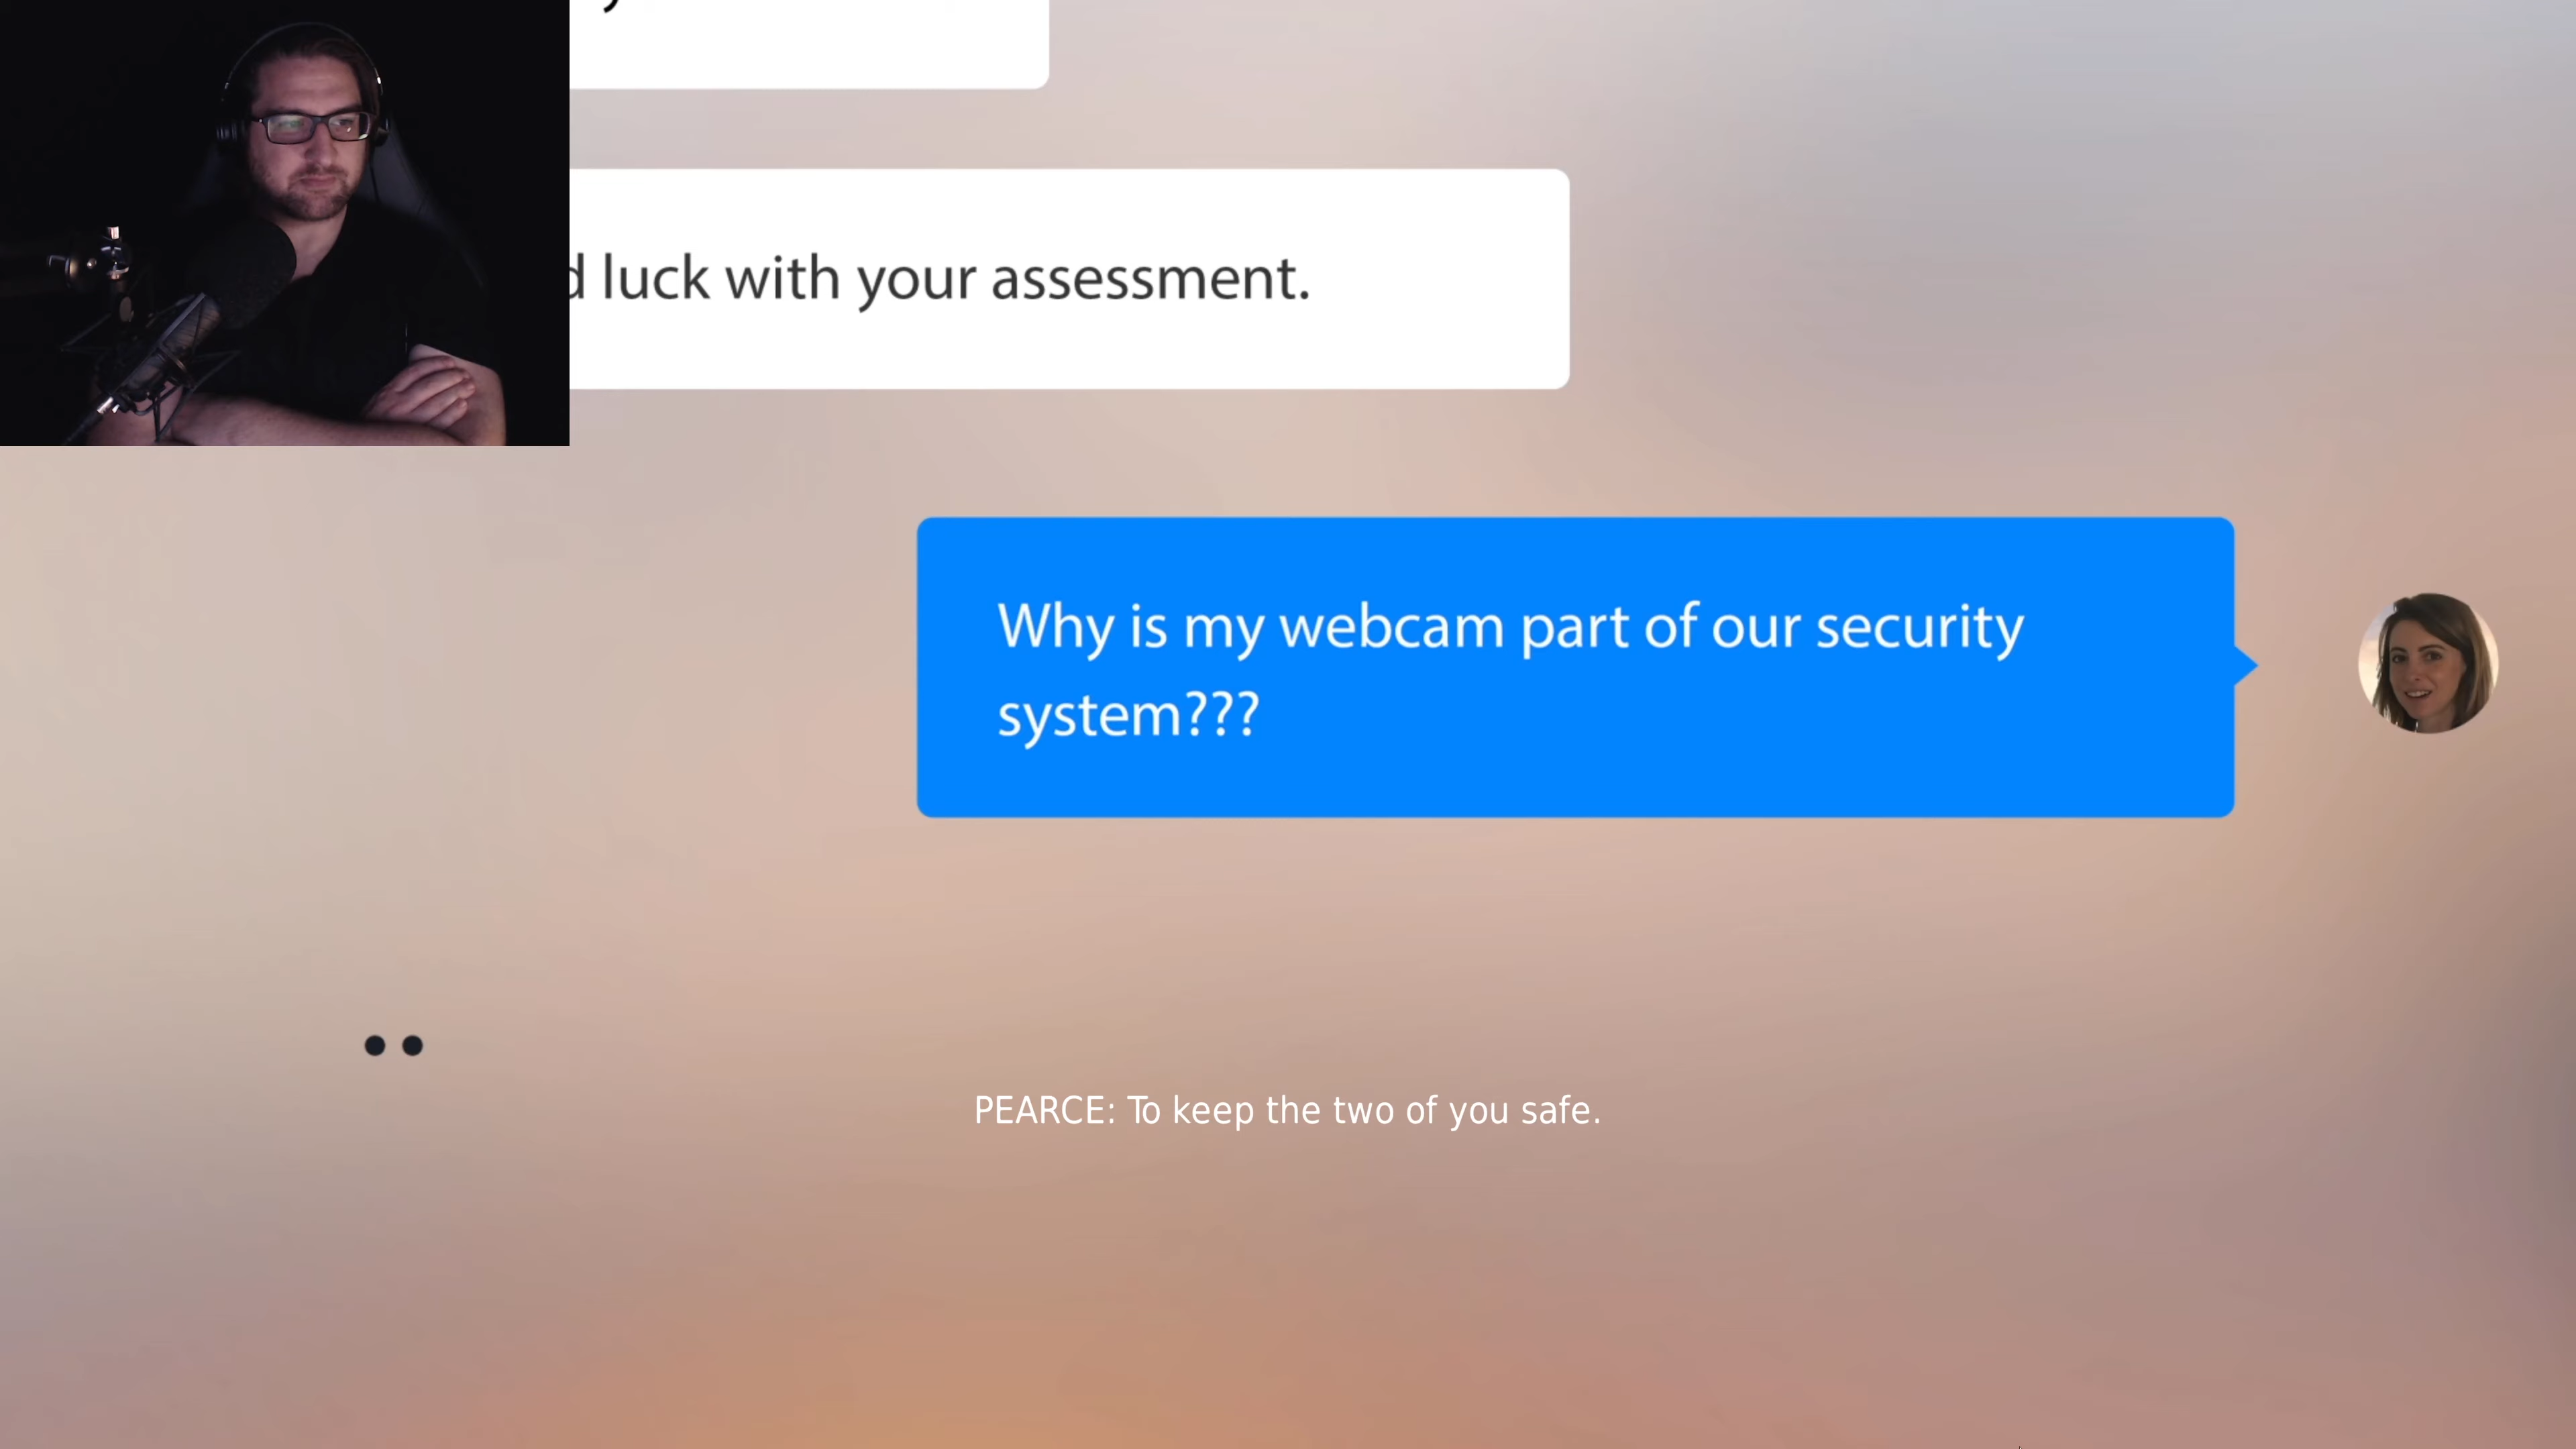 luck with your assessment.
Why is my webcam part of our security
system???
PEARCE: To keep the two of you safe.